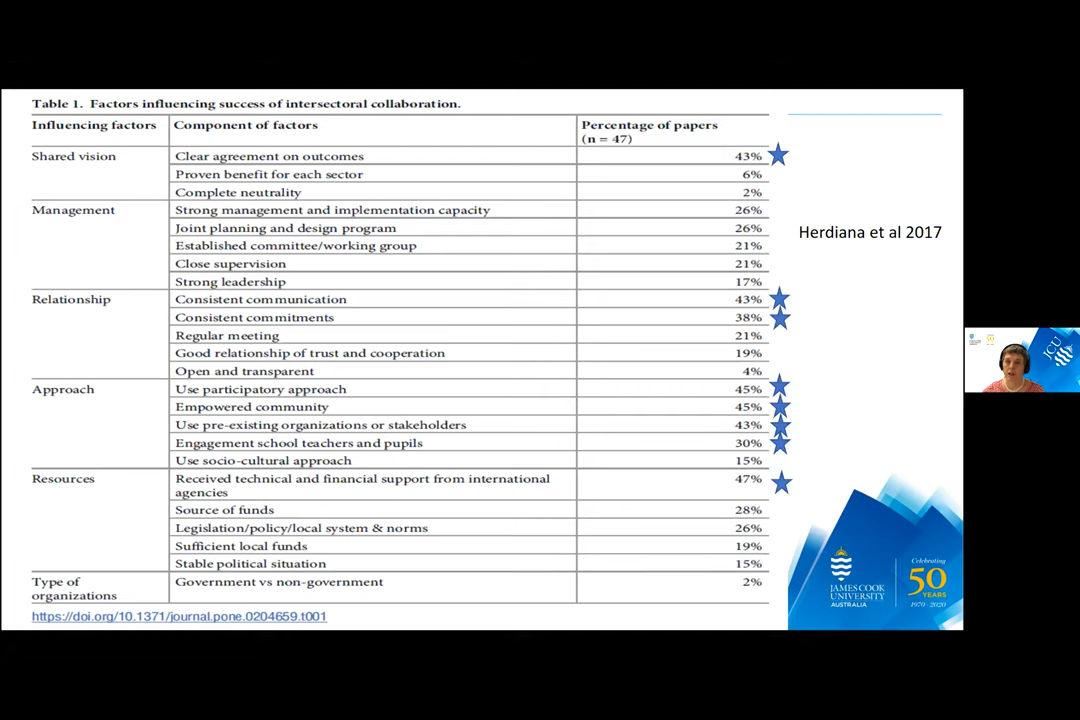 Table 1. Factors influencing success of intersectoral collaboration.
Influencing factors Component of factors Percentage of papers
(n = 47)
Shared vision Clear agreement on outcomes 43%
Proven benefit for each sector 6%
Complete neutrality 2%
Management Strong management and implementation capacity 26%
Joint planning and design program 26%
Established committee/working group 21%
Close supervision 21%
Strong leadership 17%
Relationship Consistent communication 43%
Consistent commitments 38%
Regular meeting 21%
Good relationship of trust and cooperation 19%
Open and transparent 4%
Approach Use participatory approach 45%
Empowered community 45%
Use pre-existing organizations or stakeholders 43%
Engagement school teachers and pupils 30%
Use socio-cultural approach 15%
Resources Received technical and financial support from international 47%
agencies
Source of funds 28%
Legislation/policy/local system & norms 26%
Sufficient local funds 19%
Stable political situation 15%
Type of Government vs non-government 2%
organizations
https://doi.org/10.1371/journal.pone.0204659.t001
Herdiana et al 2017
JCU
JAMES COOK
UNIVERSITY
AUSTRALIA
Celebrating
50
YEARS
1970 - 2020